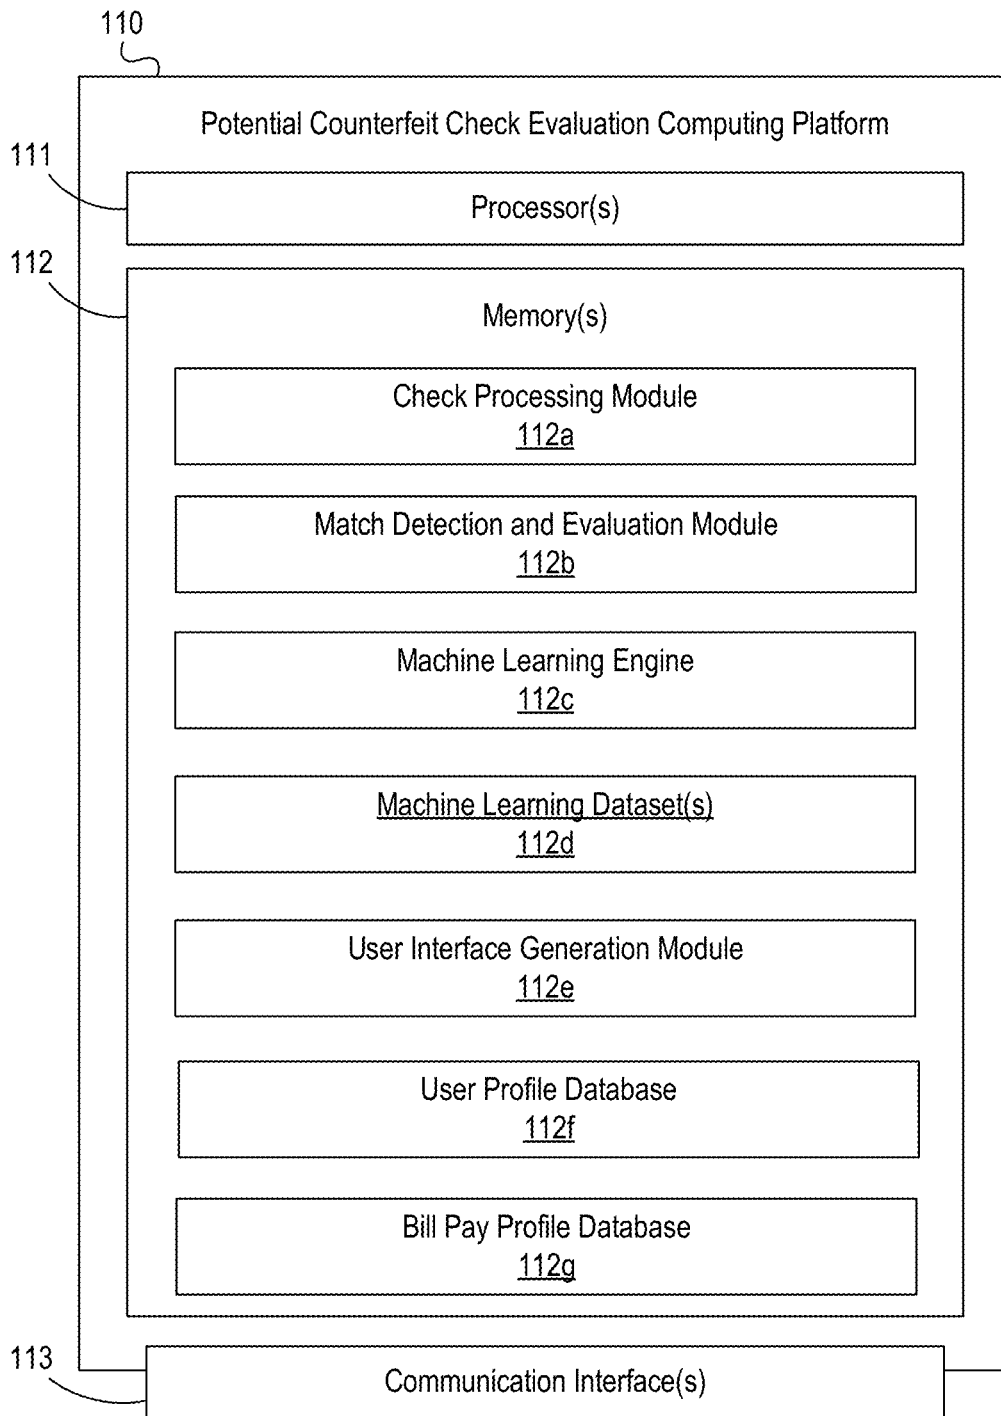 110
Potential Counterfeit Check Evaluation Computing Platform
111
Processor(s)
112
Memory(s)
Check Processing Module
112a
Match Detection and Evaluation Module
112b
Machine Learning Engine
112c
Machine Learning Dataset(s)
112d
User Interface Generation Module
112e
User Profile Database
112f
Bill Pay Profile Database
112g
113
Communication Interface(s)